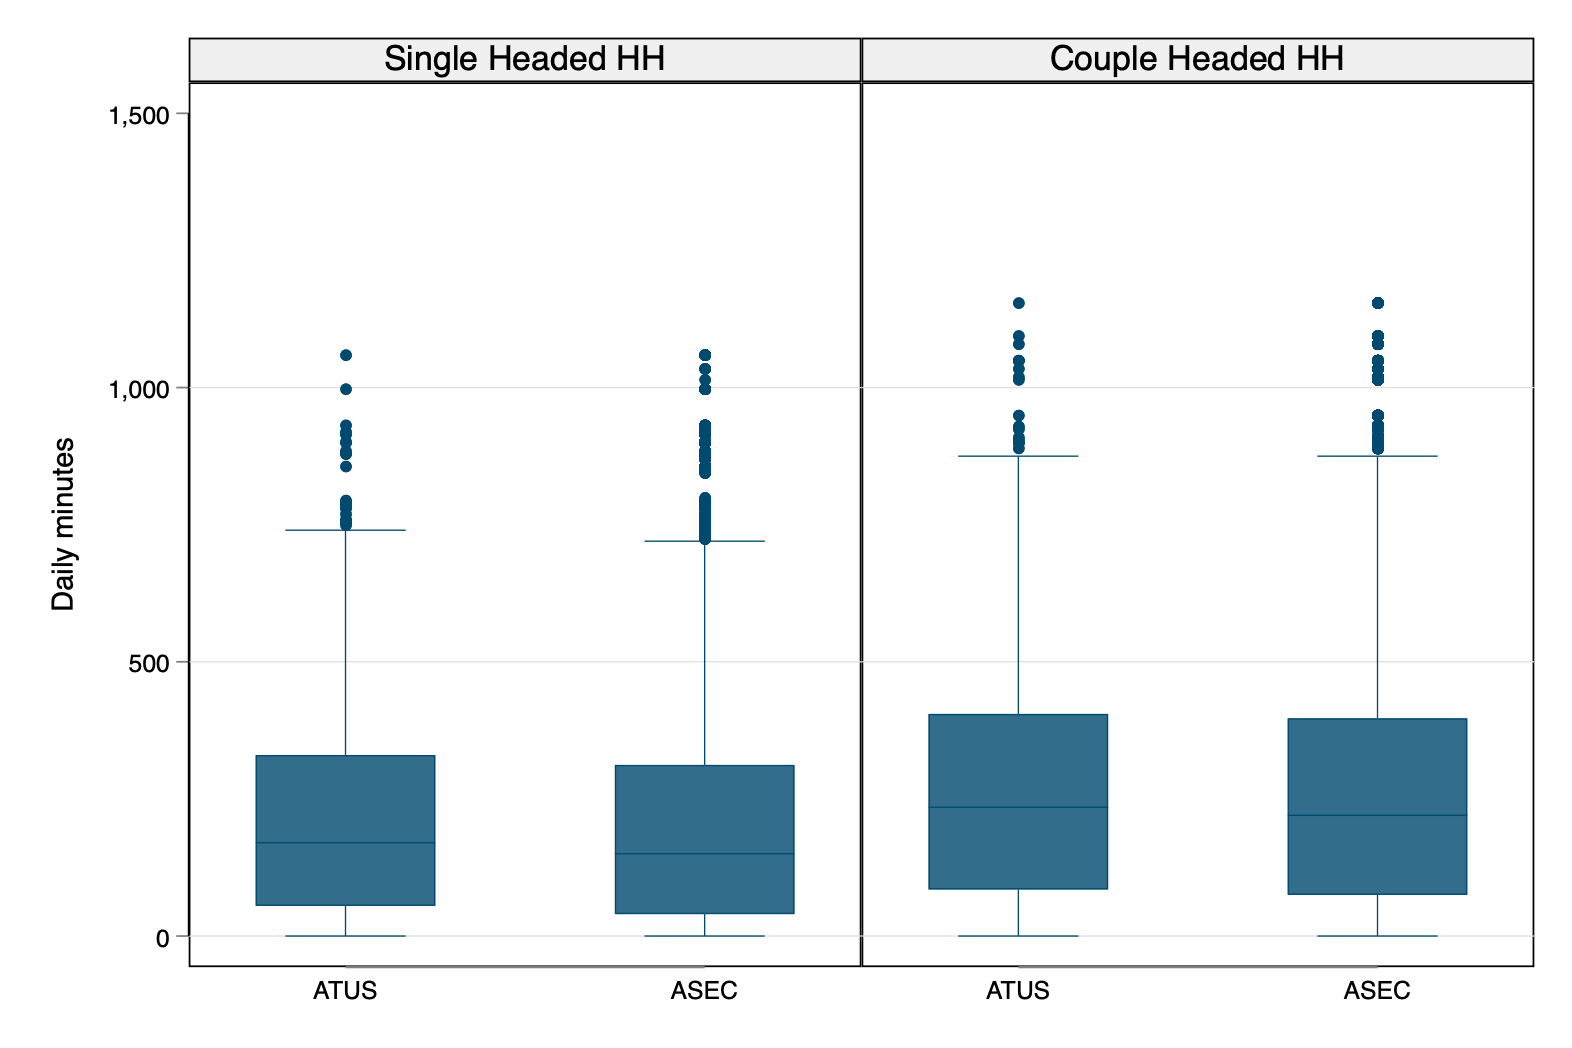 Single Headed HH
Couple Headed HH
1,500
1,000
500
0
Daily minutes
ATUS
ASEC
ATUS
ASEC